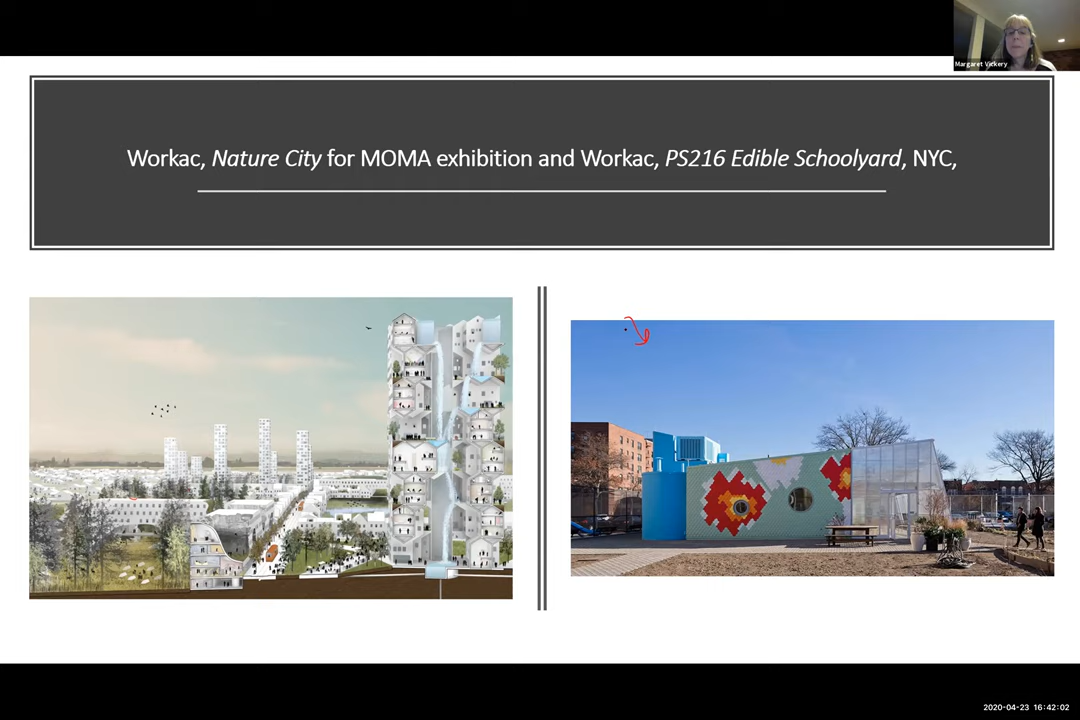 Margaret Vickery
Workac, Nature City for MOMA exhibition and Workac, PS216 Edible Schoolyard, NYC,
2020-04-23 16:42:02